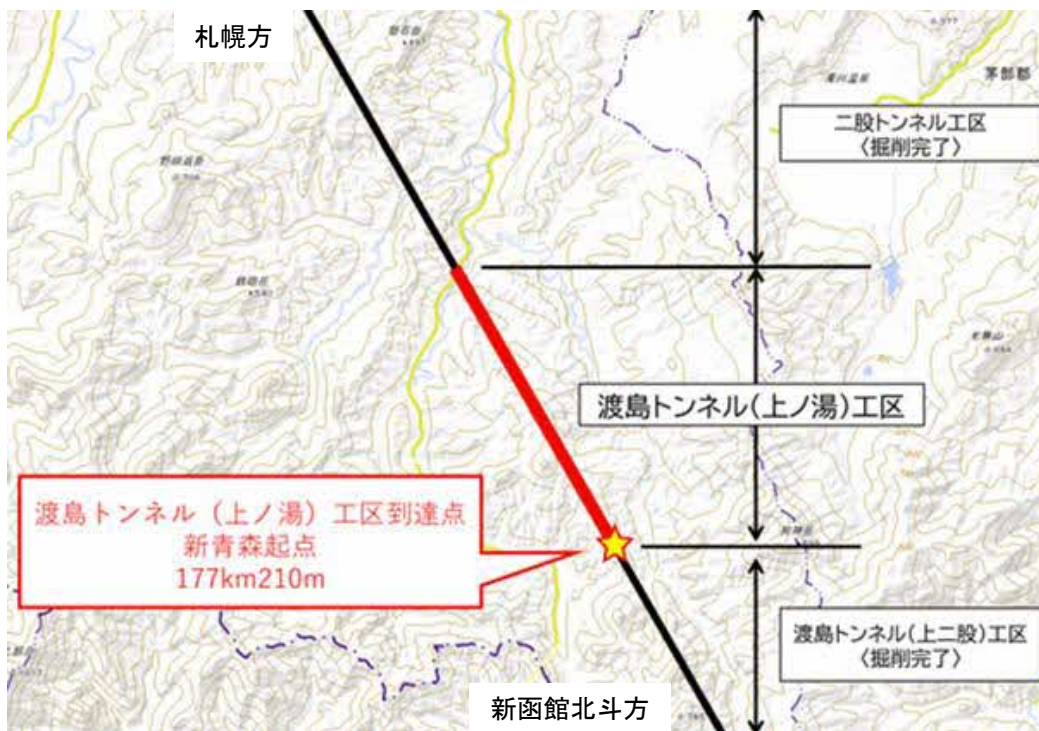 札幌方
茅部郡
二股トンネル工区
〈掘削完了〉
渡島トンネル(上ノ湯)工区
渡島トンネル（上ノ湯）工区到達点
新青森起点
177km210m
渡島トンネル(上二股)工区
〈掘削完了〉
新函館北斗方